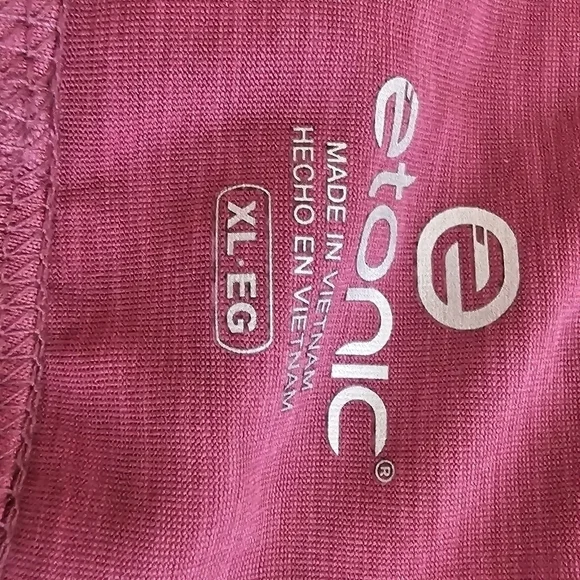 e
etonic®
MADE IN VIETNAM
HECHO EN VIETNAM
XL·EG